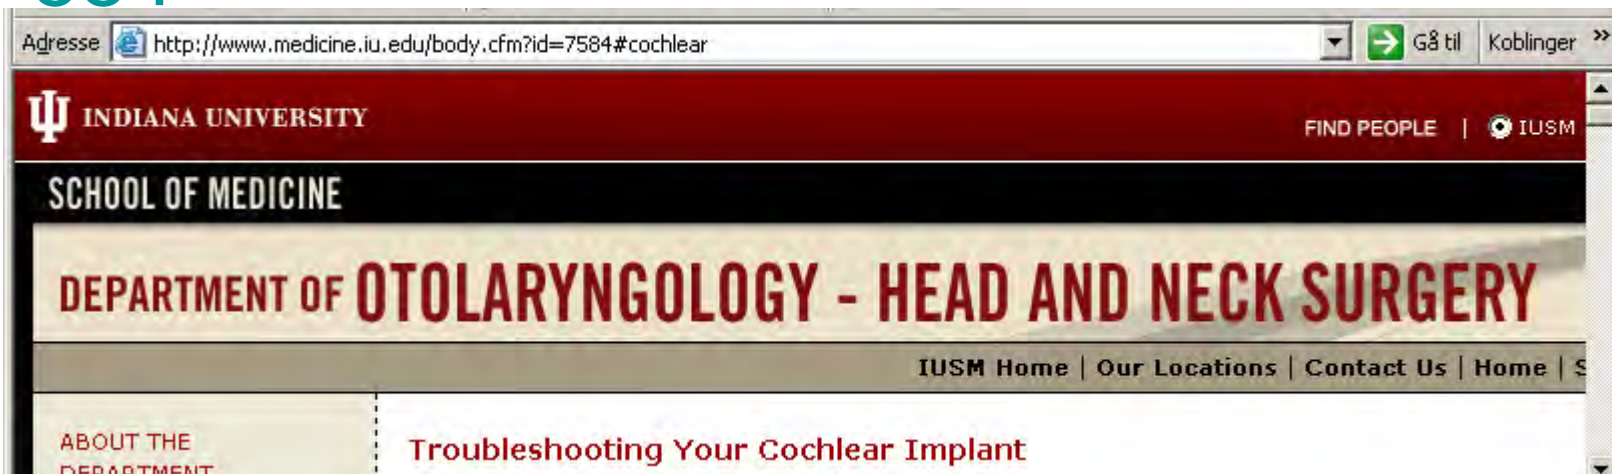 Adresse http://www.medicine.iu.edu/body.cfm?id=7584#cochlear Gå til Koblinger »
INDIANA UNIVERSITY
FIND PEOPLE | IUSM
SCHOOL OF MEDICINE
DEPARTMENT OF OTOLARYNGOLOGY - HEAD AND NECK SURGERY
IUSM Home | Our Locations | Contact Us | Home | S
ABOUT THE
DEPARTMENT
Troubleshooting Your Cochlear Implant